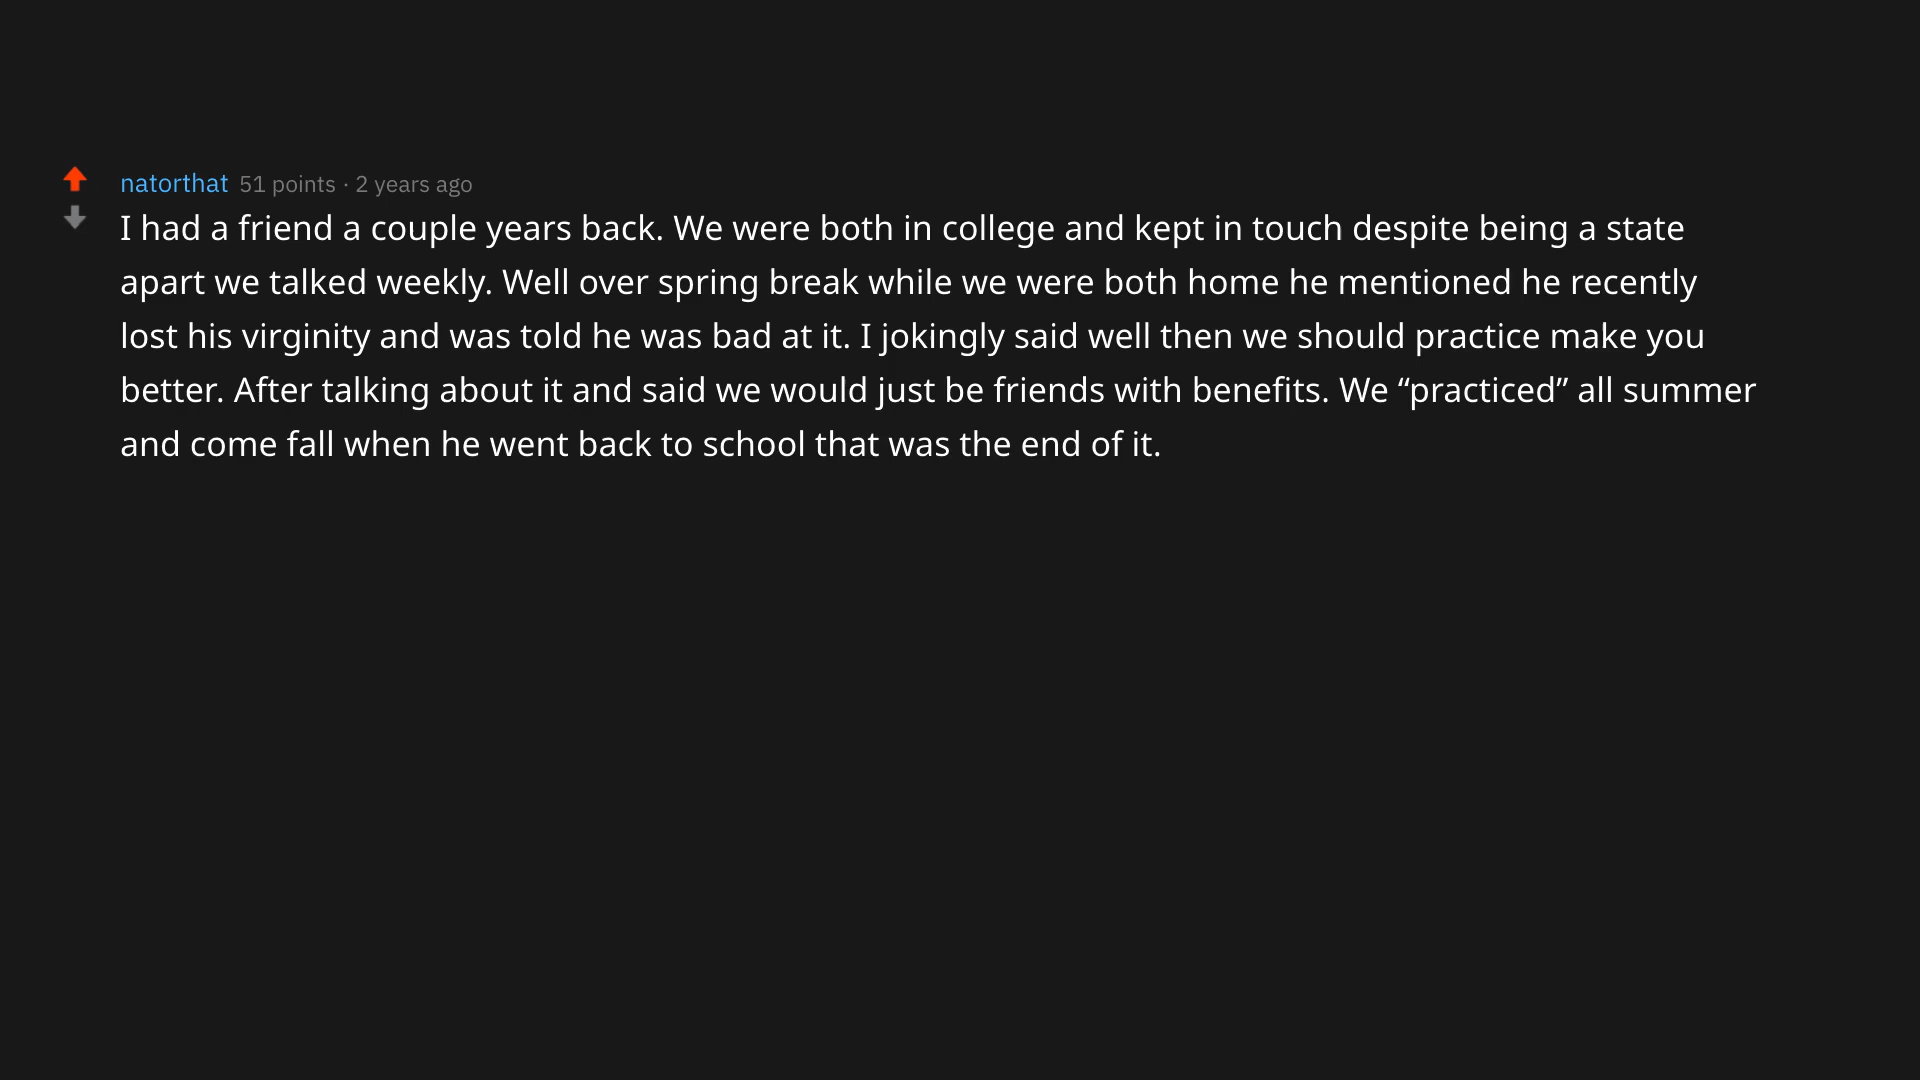 natorthat 51 points · 2 years ago
I had a friend a couple years back. We were both in college and kept in touch despite being a state
apart we talked weekly. Well over spring break while we were both home he mentioned he recently
lost his virginity and was told he was bad at it. I jokingly said well then we should practice make you
better. After talking about it and said we would just be friends with benefits. We “practiced” all summer
and come fall when he went back to school that was the end of it.